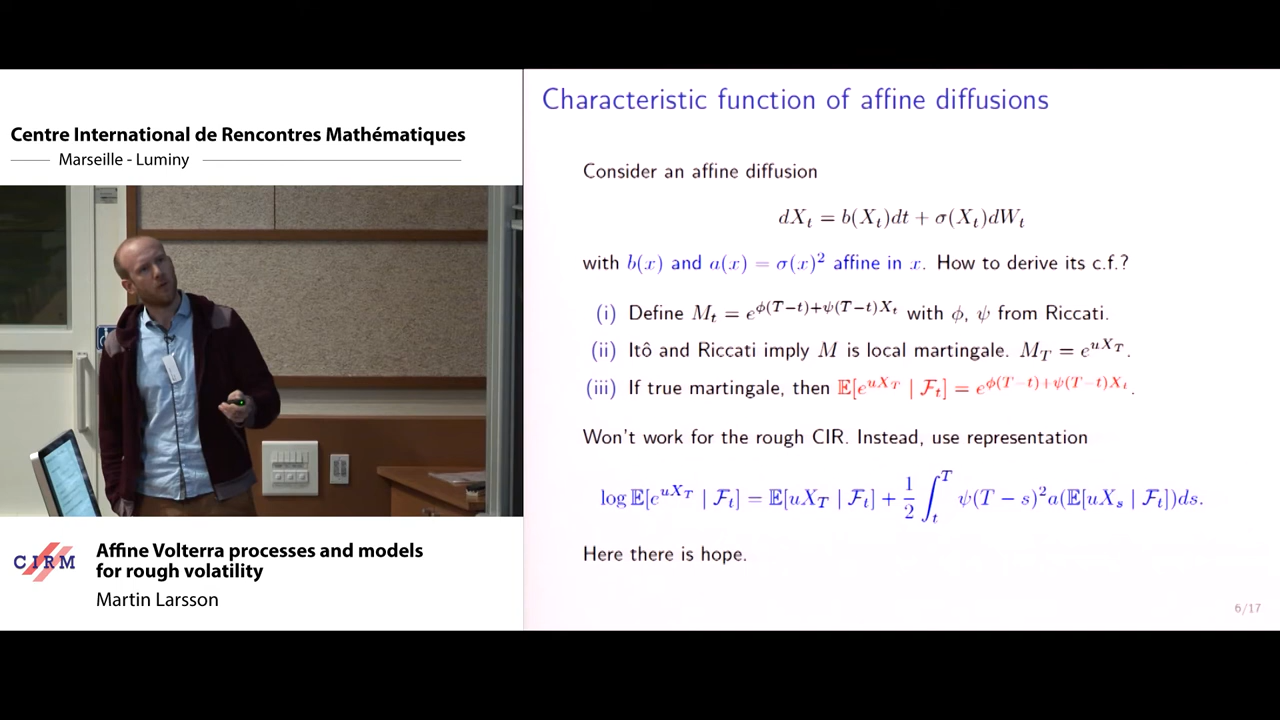 Centre International de Rencontres Mathématiques
Marseille - Luminy
CIRM
Affine Volterra processes and models
for rough volatility
Martin Larsson
Characteristic function of affine diffusions
Consider an affine diffusion
dX_t = b(X_t)dt + σ(X_t)dW_t
with b(x) and a(x) = σ(x)² affine in x. How to derive its c.f.?
(i) Define M_t = e^{ϕ(T−t)+ψ(T−t)X_t} with ϕ, ψ from Riccati.
(ii) Itô and Riccati imply M is local martingale. M_T = e^{uX_T}.
(iii) If true martingale, then 𝔼[e^{uX_T} | ℱ_t] = e^{ϕ(T−t)+ψ(T−t)X_t}.
Won't work for the rough CIR. Instead, use representation
log 𝔼[e^{uX_T} | ℱ_t] = 𝔼[uX_T | ℱ_t] + 1/2 ∫_t^T ψ(T − s)²a(𝔼[uX_s | ℱ_t])ds.
Here there is hope.
6/17